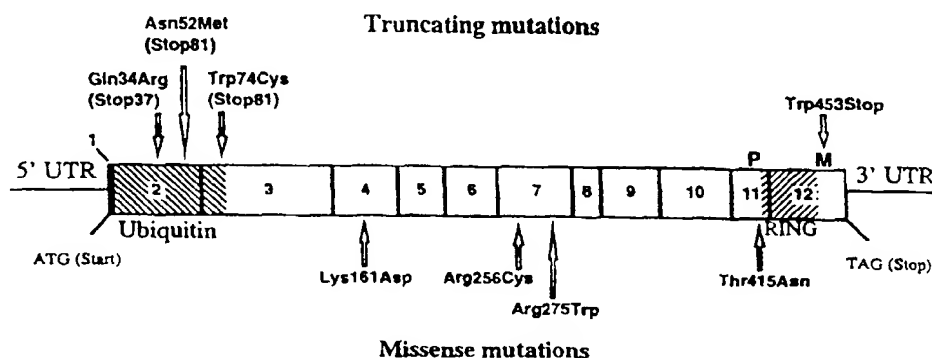 Truncating mutations
Asn52Met
(Stop81)
Gln34Arg
(Stop37)
Trp74Cys
(Stop81)
Trp453Stop
1
P
M
5' UTR
2
3
4
5
6
7
8
9
10
11
12
3' UTR
Ubiquitin
RING
ATG (Start)
TAG (Stop)
Lys161Asp
Arg256Cys
Arg275Trp
Thr415Asn
Missense mutations